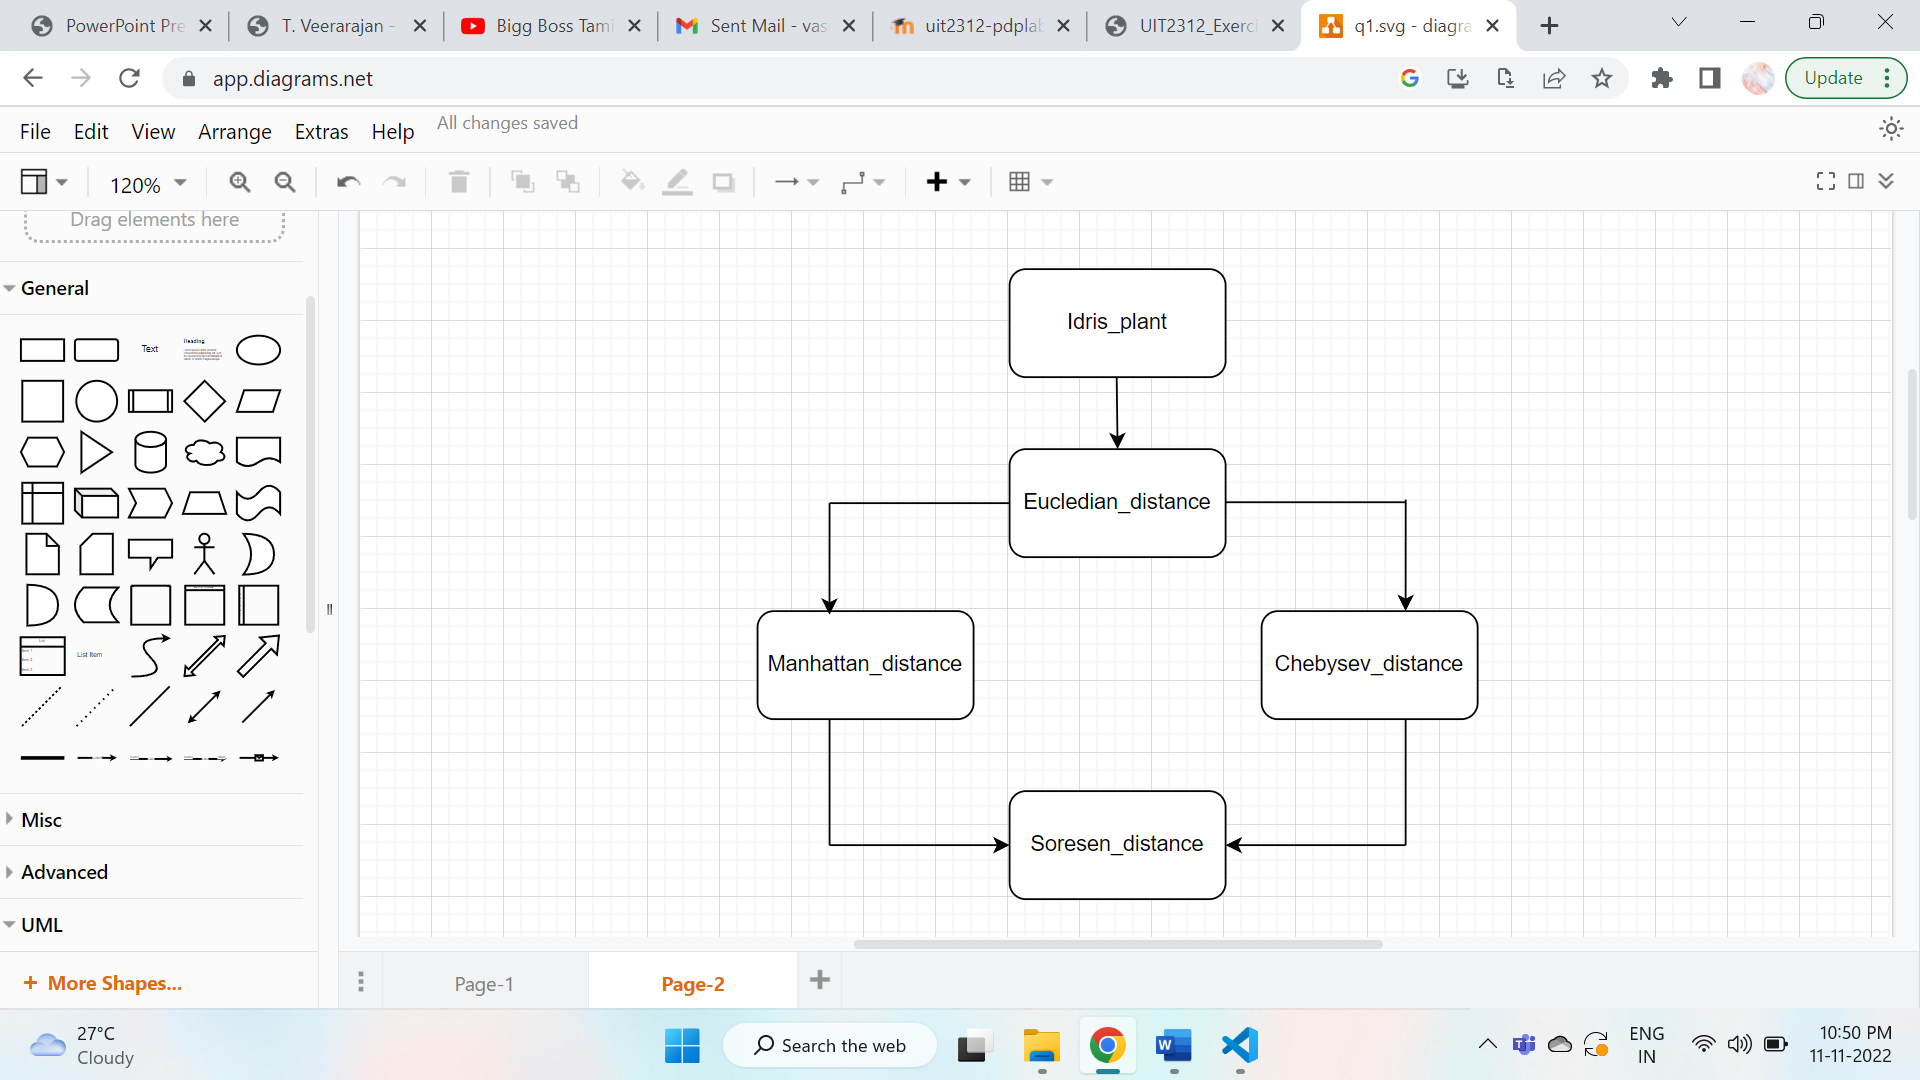 PowerPoint Pre
T. Veerarajan -
Bigg Boss Tami
Sent Mail - vas
uit2312-pdplab
UIT2312_Exerci
q1.svg - diagra
app.diagrams.net
Update
File Edit View Arrange Extras Help All changes saved
120%
Drag elements here
General
Text
Heading
List Item
Misc
Advanced
UML
+ More Shapes...
Idris_plant
Eucledian_distance
Manhattan_distance
Chebysev_distance
Soresen_distance
Page-1
Page-2
27°C
Cloudy
Search the web
ENG
IN
10:50 PM
11-11-2022